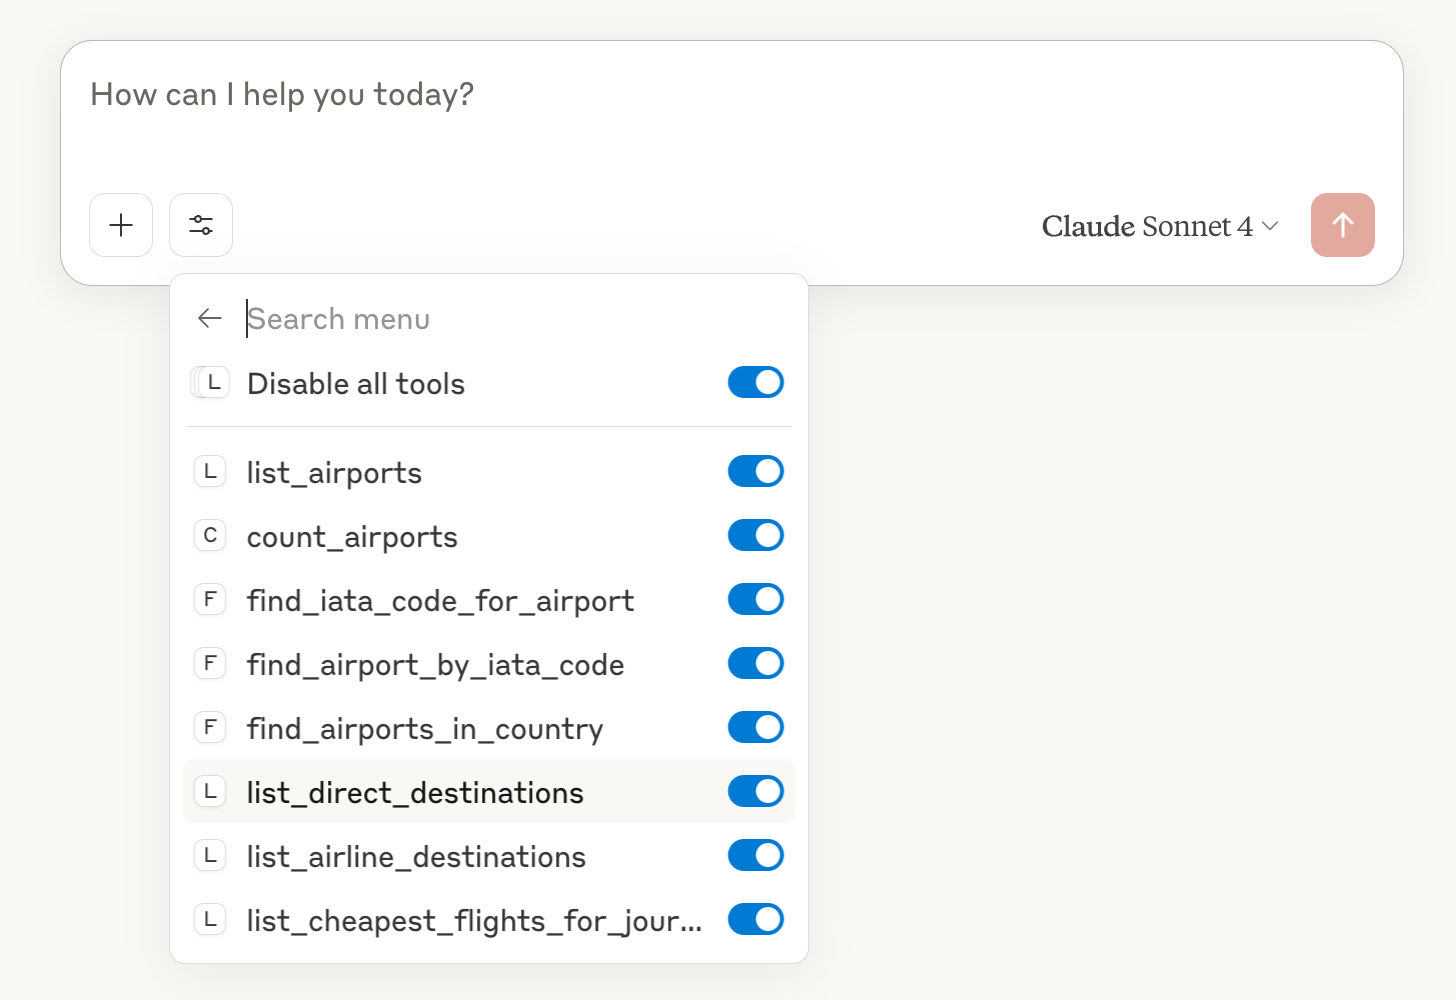 How can I help you today?
Claude Sonnet 4
Search menu
L Disable all tools
L list_airports
C count_airports
F find_iata_code_for_airport
F find_airport_by_iata_code
F find_airports_in_country
L list_direct_destinations
L list_airline_destinations
L list_cheapest_flights_for_jour...